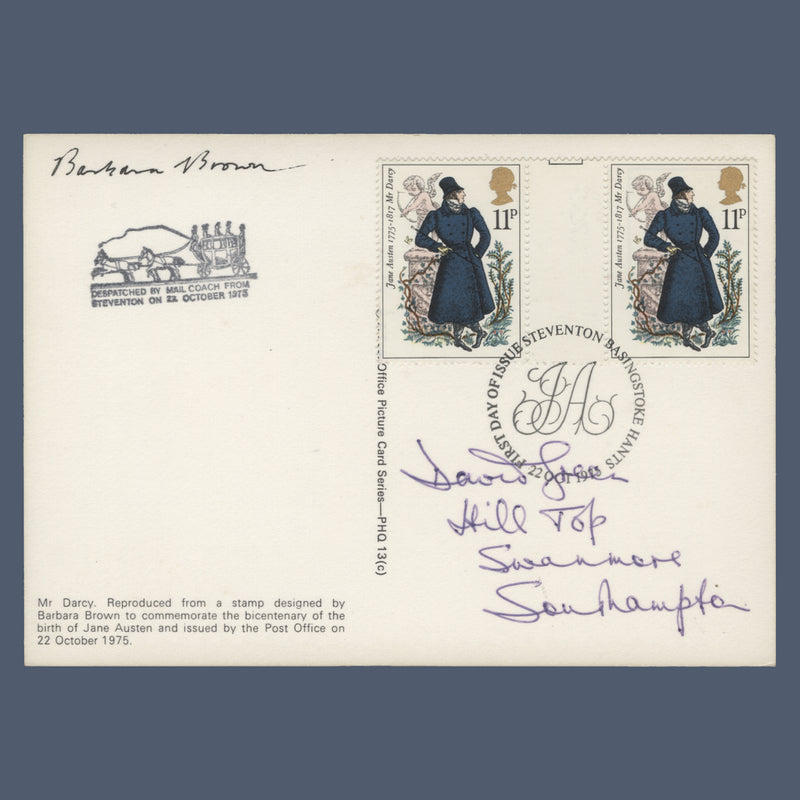 Barbara Brown
DESPATCHED BY MAIL COACH FROM
STEVENTON ON 22 OCTOBER 1975
Jane Austen 1775-1817 Mr Darcy
11P
Jane Austen 1775-1817 Mr Darcy
11P
FIRST DAY OF ISSUE STEVENTON BASINGSTOKE HANTS
JA
22 OCT 1975
Office Picture Card Series—PHQ 13(c)
David Green
Hill Top
Swanmore
Southampton
Mr Darcy. Reproduced from a stamp designed by
Barbara Brown to commemorate the bicentenary of the
birth of Jane Austen and issued by the Post Office on
22 October 1975.